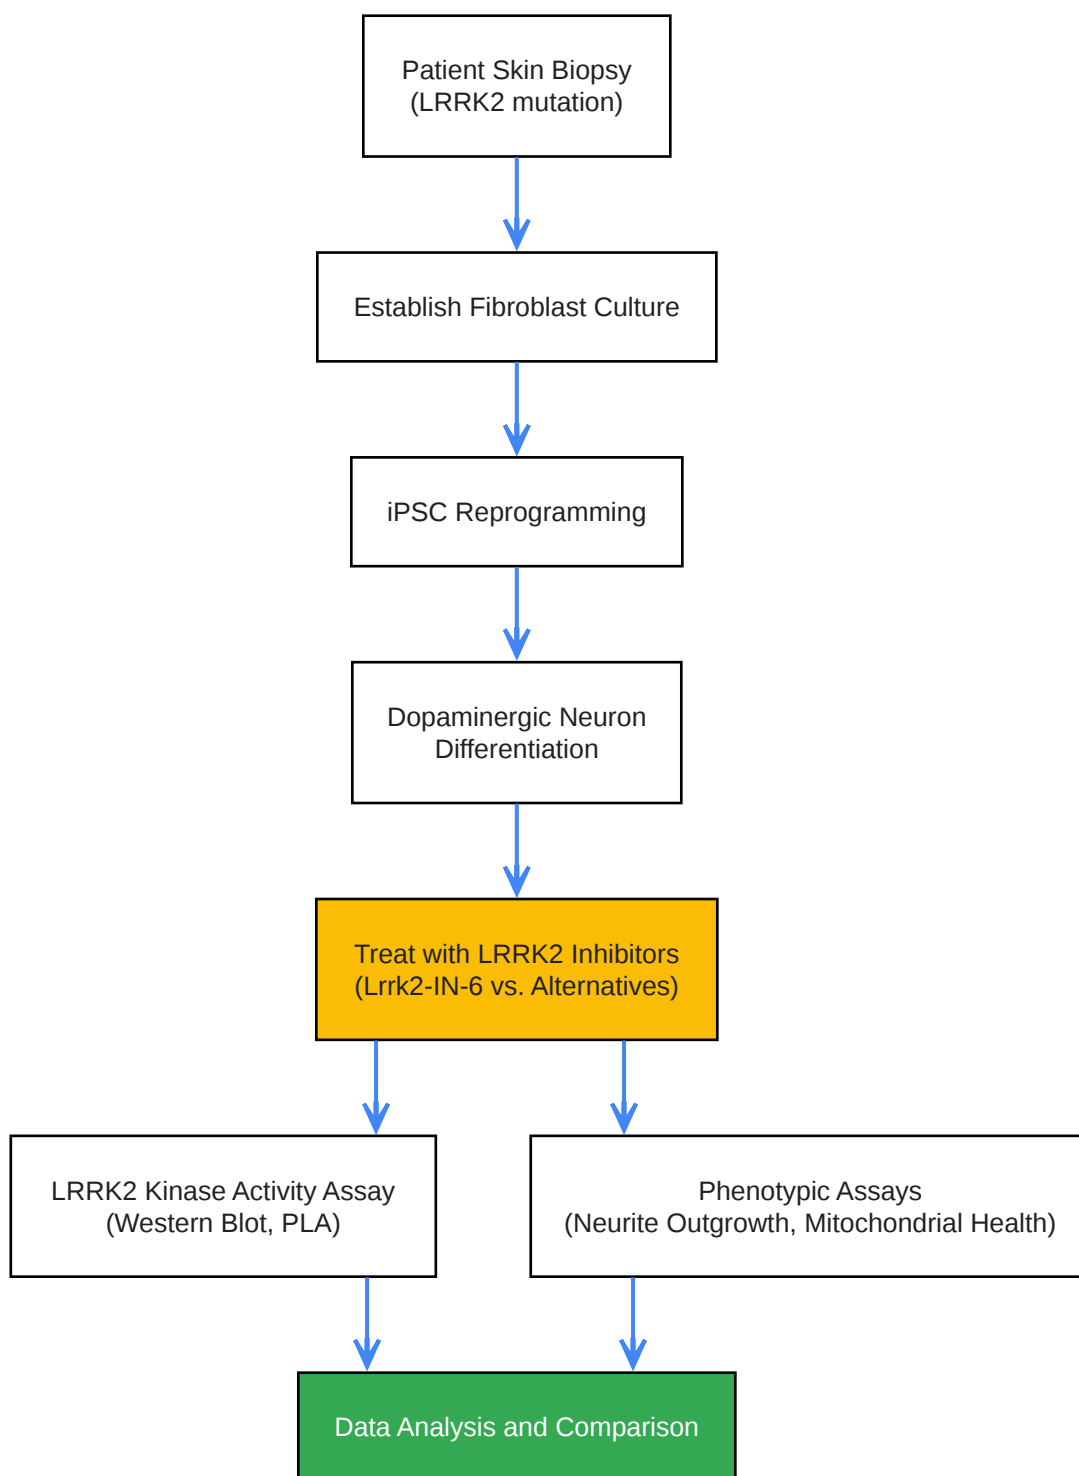 Patient Skin Biopsy
(LRRK2 mutation)
Establish Fibroblast Culture
iPSC Reprogramming
Dopaminergic Neuron
Differentiation
Treat with LRRK2 Inhibitors
(Lrrk2-IN-6 vs. Alternatives)
LRRK2 Kinase Activity Assay
(Western Blot, PLA)
Phenotypic Assays
(Neurite Outgrowth, Mitochondrial Health)
Data Analysis and Comparison